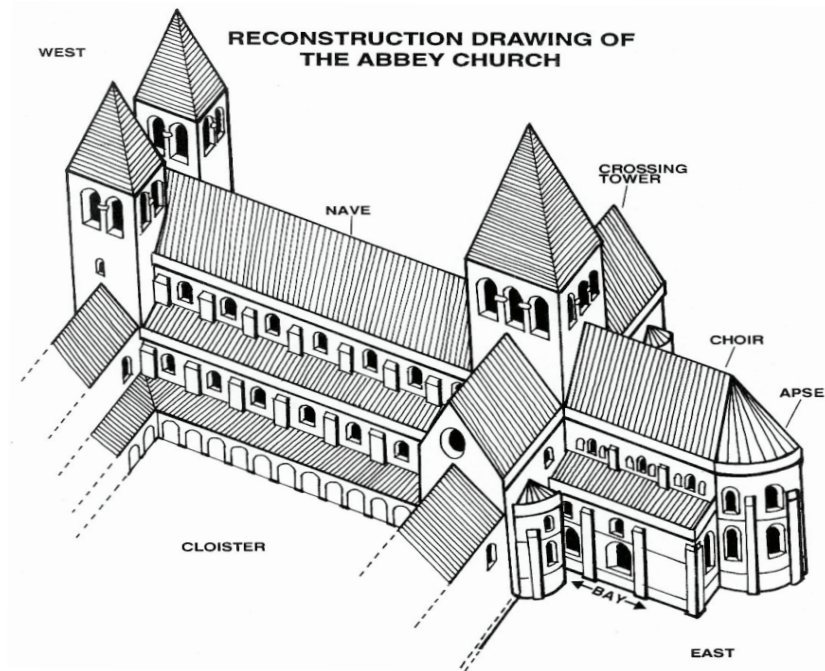 RECONSTRUCTION DRAWING OF
THE ABBEY CHURCH
WEST
CROSSING
TOWER
NAVE
CHOIR
APSE
CLOISTER
BAY
EAST